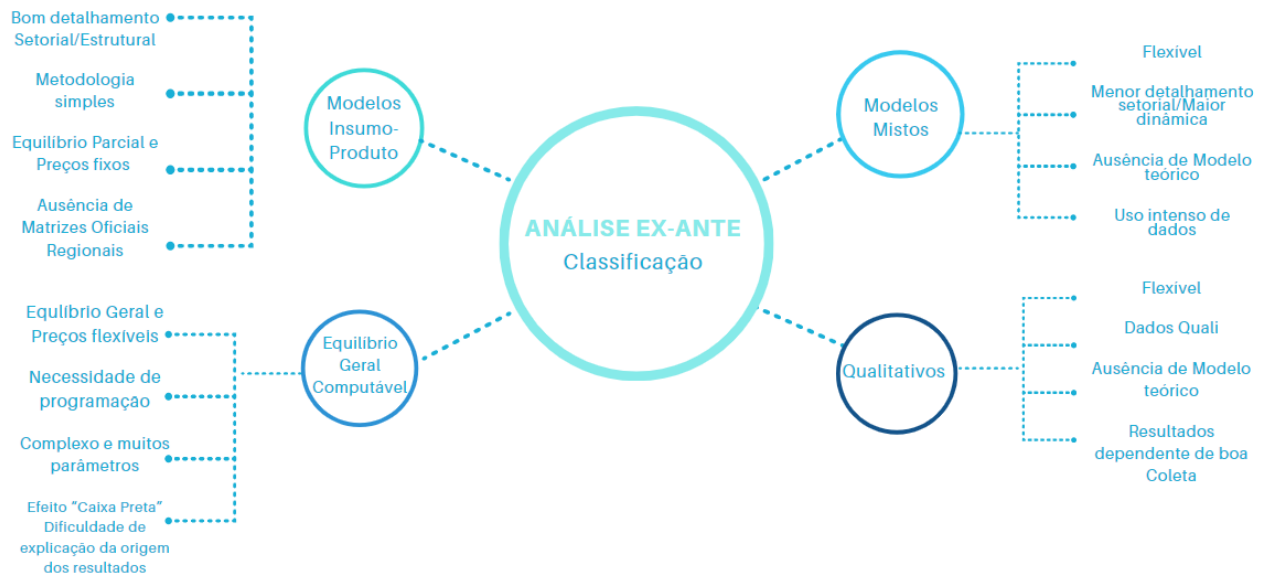 ANÁLISE EX-ANTE
Classificação
Modelos
Insumo-
Produto
Bom detalhamento
Setorial/Estrutural
Metodologia
simples
Equilíbrio Parcial e
Preços fixos
Ausência de
Matrizes Oficiais
Regionais
Equilíbrio
Geral
Computável
Equlíbrio Geral e
Preços flexíveis
Necessidade de
programação
Complexo e muitos
parâmetros
Efeito "Caixa Preta"
Dificuldade de
explicação da origem
dos resultados
Modelos
Mistos
Flexivel
Menor detalhamento
setorial/Maior
dinâmica
Ausência de Modelo
teórico
Uso intenso de
dados
Qualitativos
Flexivel
Dados Quali
Ausência de Modelo
teórico
Resultados
dependente de boa
Coleta